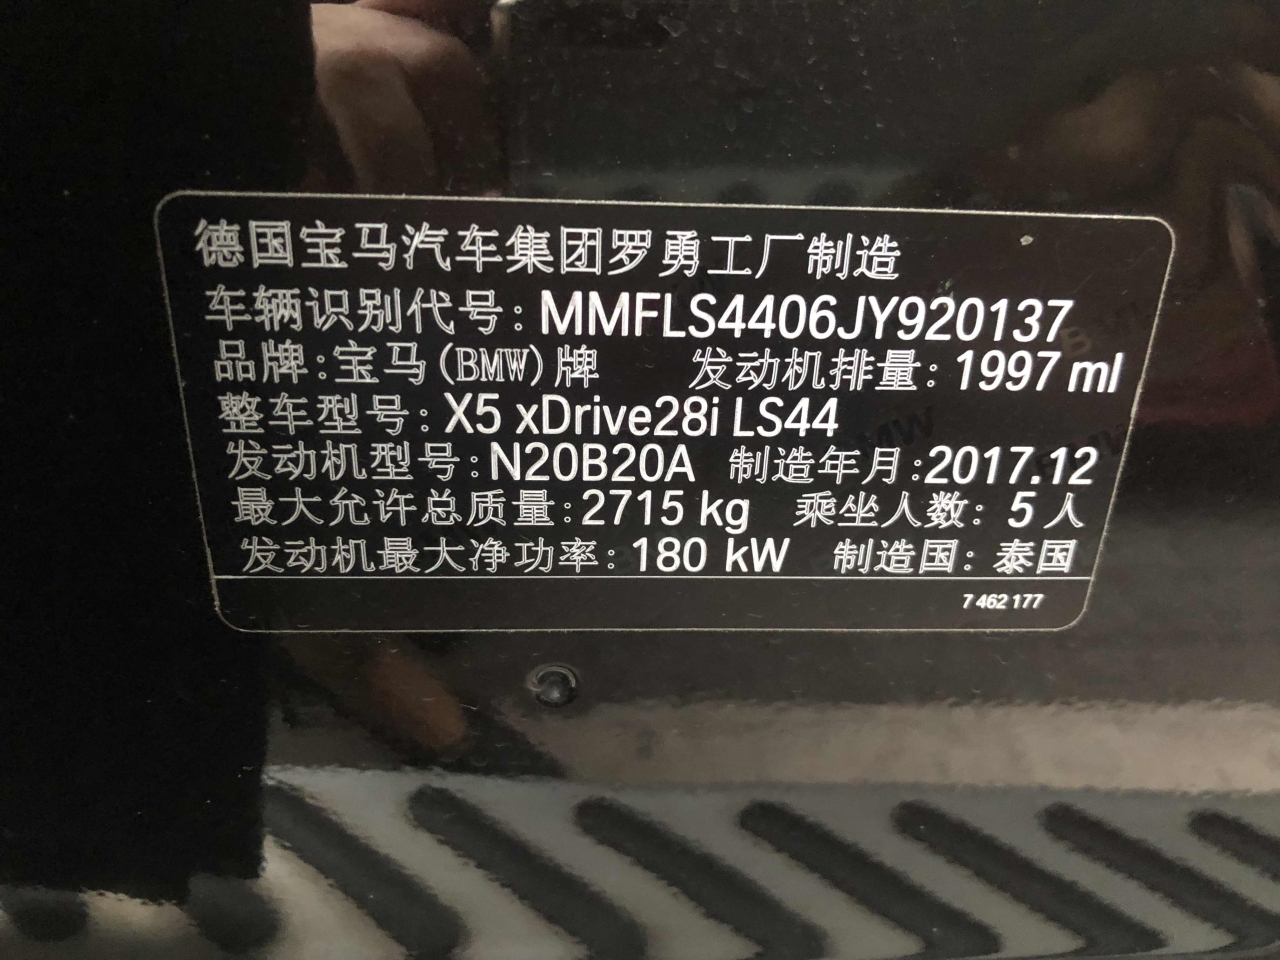 德国宝马汽车集团罗勇工厂制造
车辆识别代号：MMFLS4406JY920137
品牌：宝马(BMW)牌 发动机排量：1997 ml
整车型号：X5 xDrive28i LS44
发动机型号：N20B20A 制造年月：2017.12
最大允许总质量：2715 kg 乘坐人数：5 人
发动机最大净功率：180 kW 制造国：泰国
7 462 177